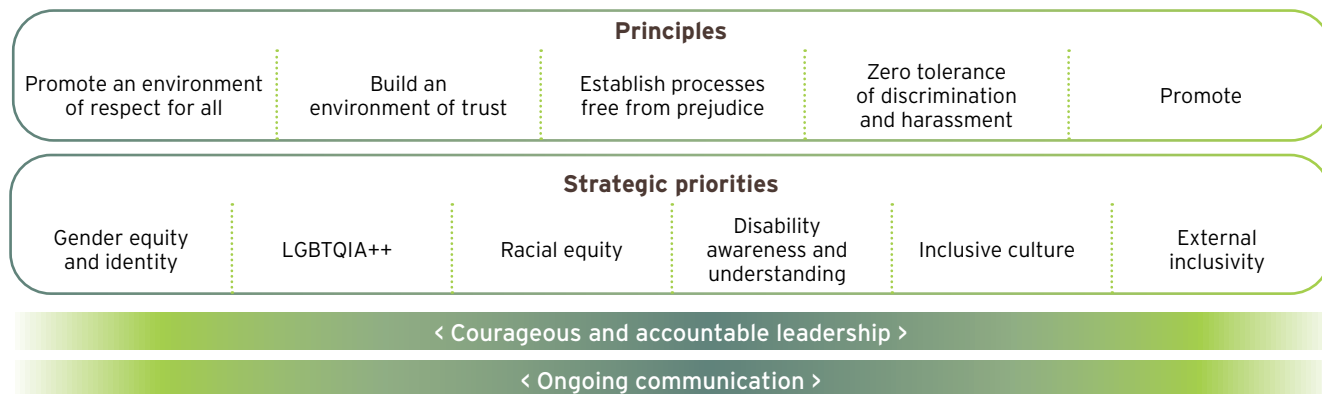 Principles
Promote an environment
of respect for all
Build an
environment of trust
Establish processes
free from prejudice
Zero tolerance
of discrimination
and harassment
Promote
Strategic priorities
Gender equity
and identity
LGBTQIA++
Racial equity
Disability
awareness and
understanding
Inclusive culture
External
inclusivity
< Courageous and accountable leadership >
< Ongoing communication >